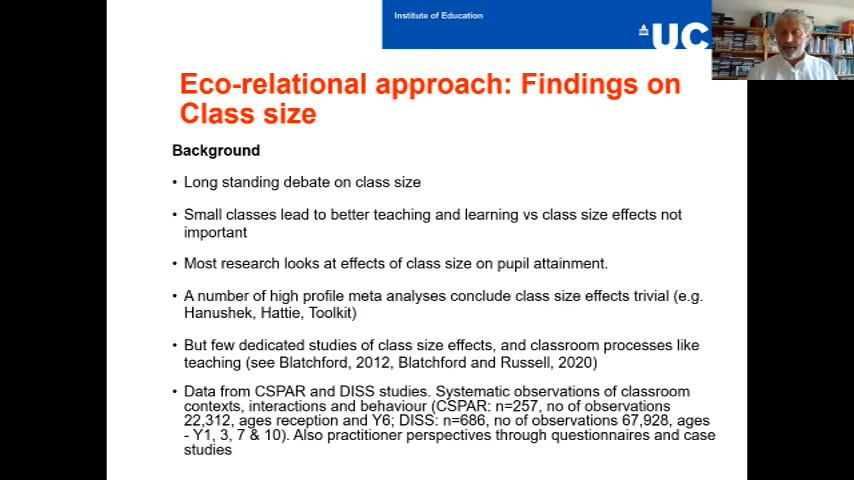 Institute of Education
UC
Eco-relational approach: Findings on
Class size
Background
• Long standing debate on class size
• Small classes lead to better teaching and learning vs class size effects not
important
• Most research looks at effects of class size on pupil attainment.
• A number of high profile meta analyses conclude class size effects trivial (e.g.
Hanushek, Hattie, Toolkit)
• But few dedicated studies of class size effects, and classroom processes like
teaching (see Blatchford, 2012, Blatchford and Russell, 2020)
• Data from CSPAR and DISS studies. Systematic observations of classroom
contexts, interactions and behaviour (CSPAR: n=257, no of observations
22,312, ages reception and Y6; DISS: n=686, no of observations 67,928, ages
- Y1, 3, 7 & 10). Also practitioner perspectives through questionnaires and case
studies